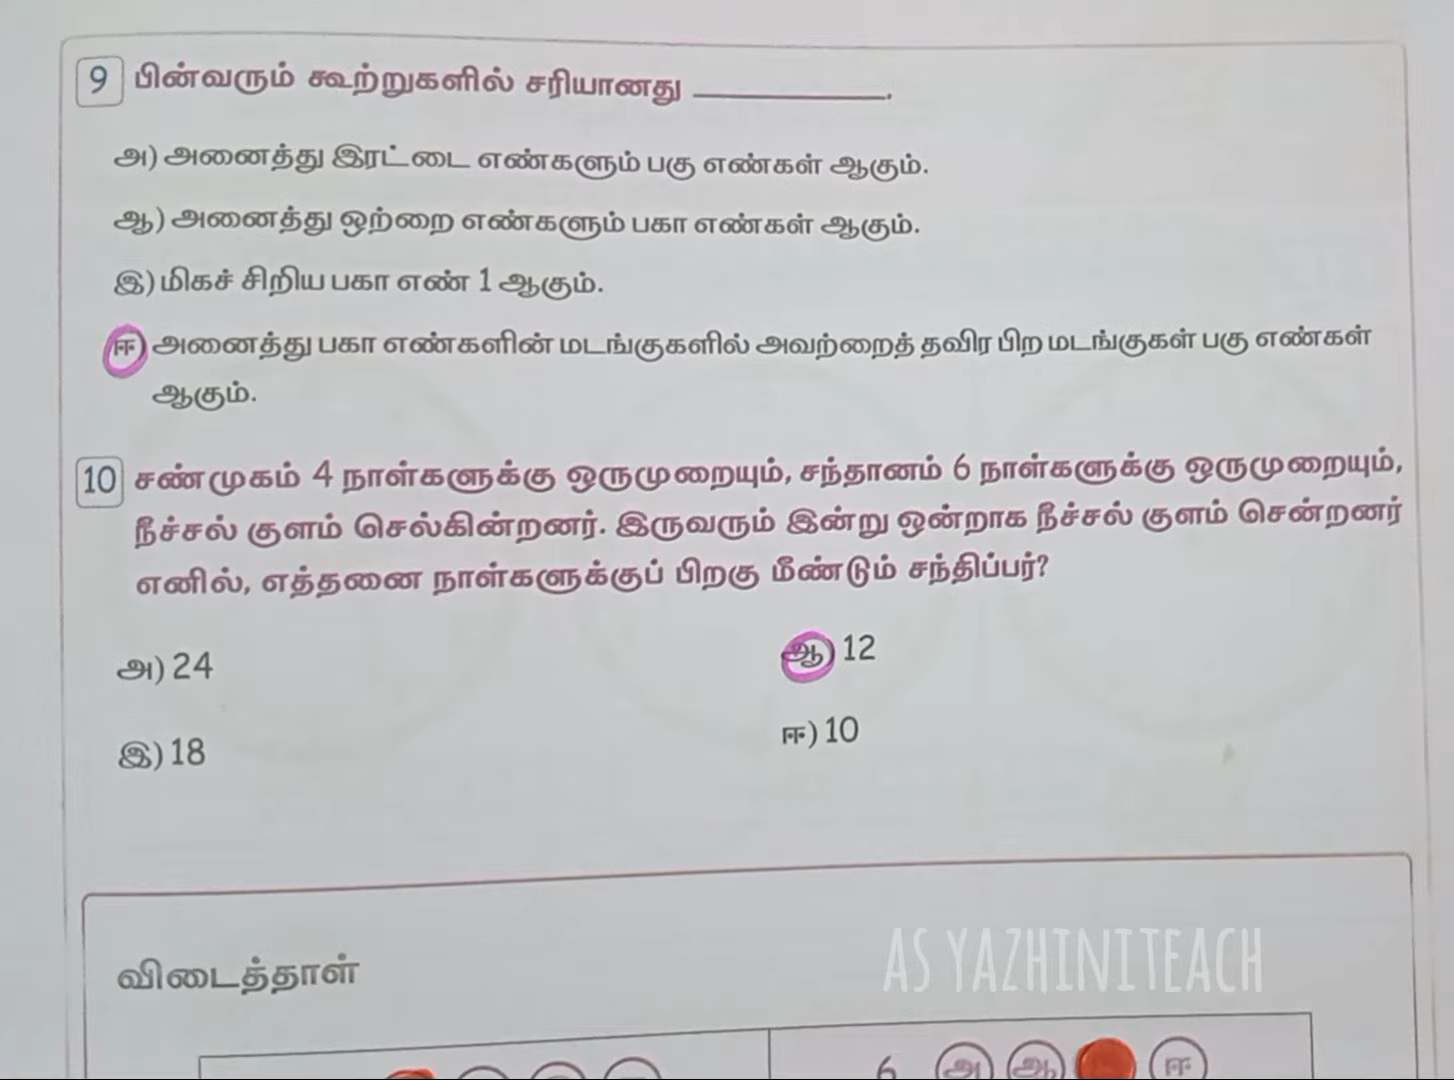 9 பின்வரும் கூற்றுகளில் சரியானது ____________.
அ) அனைத்து இரட்டை எண்களும் பகு எண்கள் ஆகும்.
ஆ) அனைத்து ஒற்றை எண்களும் பகா எண்கள் ஆகும்.
இ) மிகச் சிறிய பகா எண் 1 ஆகும்.
ஈ) அனைத்து பகா எண்களின் மடங்குகளில் அவற்றைத் தவிர பிற மடங்குகள் பகு எண்கள்
ஆகும்.
10 சண்முகம் 4 நாள்களுக்கு ஒருமுறையும், சந்தானம் 6 நாள்களுக்கு ஒருமுறையும்,
நீச்சல் குளம் செல்கின்றனர். இருவரும் இன்று ஒன்றாக நீச்சல் குளம் சென்றனர்
எனில், எத்தனை நாள்களுக்குப் பிறகு மீண்டும் சந்திப்பர்?
அ) 24
ஆ) 12
இ) 18
ஈ) 10
AS YAZHINITEACH
விடைத்தாள்
6 அ ஆ ஈ